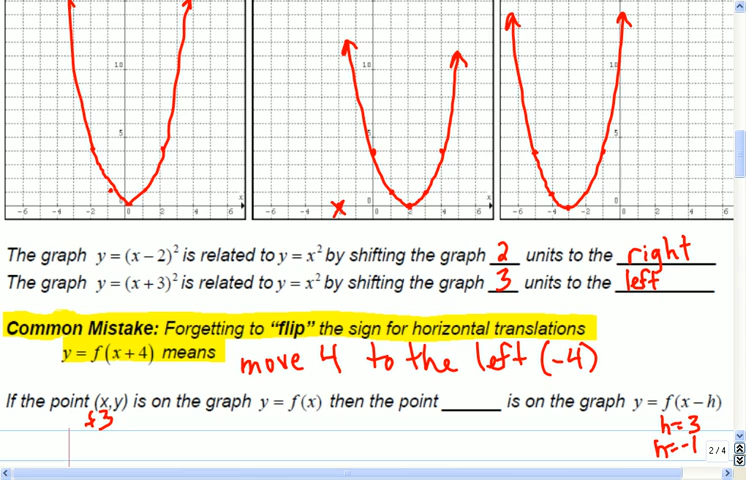 10 10 10
5 5 5
0 0 0
x x
-6 -4 -2 0 2 4 6 -6 -4 x 0 2 4 6 -6 -4 -2 0 2 4 6
The graph y = (x − 2)² is related to y = x² by shifting the graph 2 units to the right
The graph y = (x + 3)² is related to y = x² by shifting the graph 3 units to the left
Common Mistake: Forgetting to “flip” the sign for horizontal translations
y = f(x + 4) means move 4 to the left (-4)
If the point (x,y) is on the graph y = f(x) then the point ______ is on the graph y = f(x − h)
+3 h=3
h=-1
2 / 4